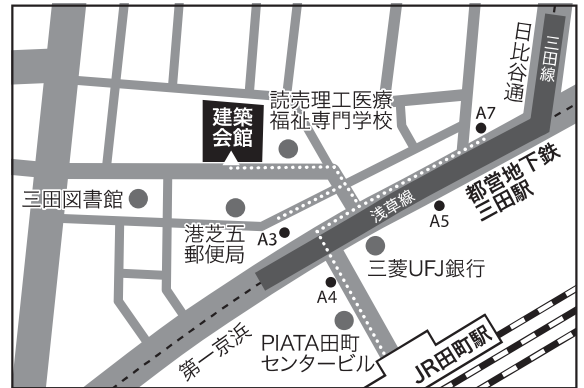 日比谷通
三田線
読売理工医療
福祉専門学校
建築
会館
A7
都営地下鉄
三田駅
三田図書館
浅草線
A5
港芝五
郵便局
A3
三菱UFJ銀行
A4
第一京浜
PIATA田町
センタービル
JR田町駅